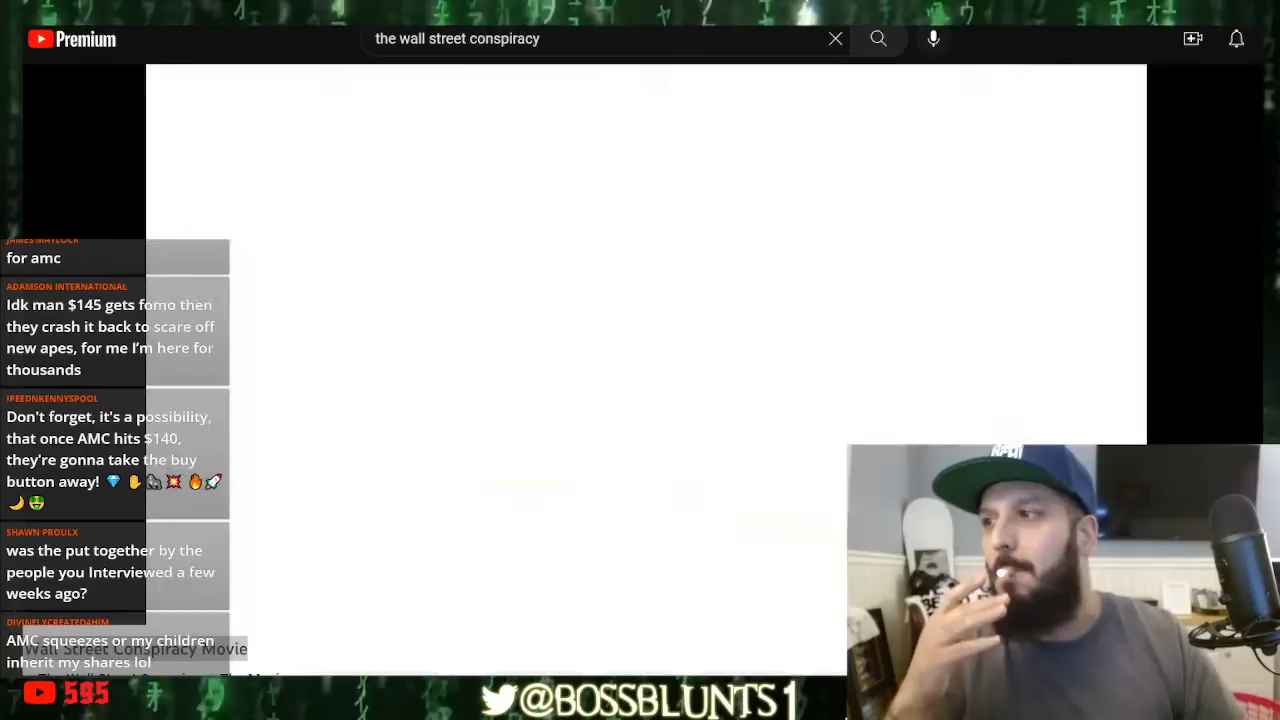 Premium
the wall street conspiracy
JAMES MATLOCK
for amc
ADAMSON INTERNATIONAL
Idk man $145 gets fomo then
they crash it back to scare off
new apes, for me I'm here for
thousands
IPEEDNKENNYSPOOL
Don't forget, it's a possibility,
that once AMC hits $140,
they're gonna take the buy
button away! 💎✋🦍💥🔥🚀
🌙🤑
SHAWN PROULX
was the put together by the
people you Interviewed a few
weeks ago?
DIVINELYCREATED4HIM
AMC squeezes or my children
inherit my shares lol
Wall Street Conspiracy Movie
595
@BOSSBLUNTS1